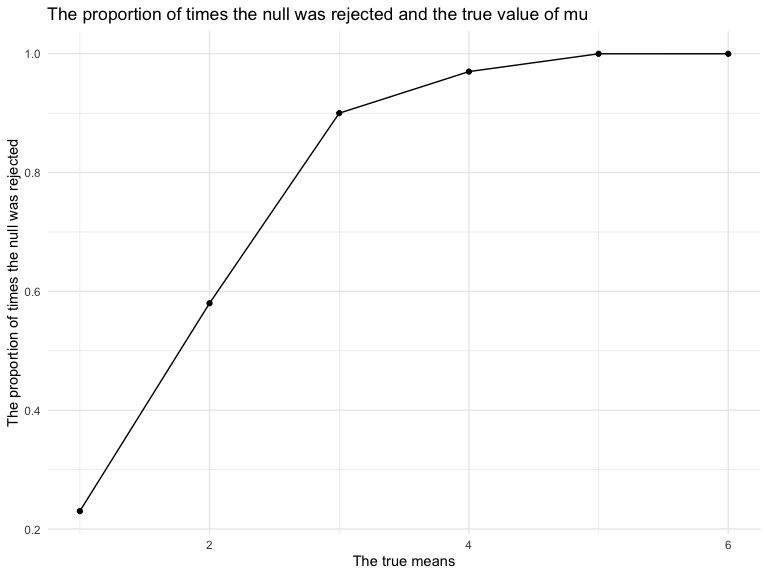 The proportion of times the null was rejected and the true value of mu
The proportion of times the null was rejected
1.0
0.8
0.6
0.4
0.2
2
4
6
The true means